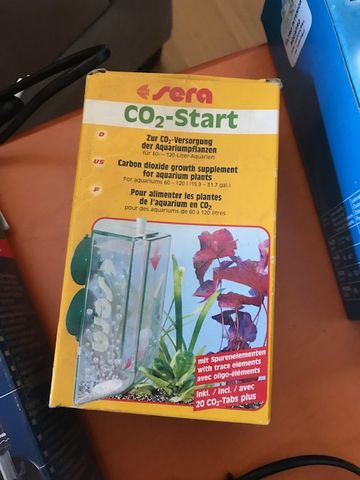 sera
CO₂-Start
D
Zur CO₂-Versorgung
der Aquariumpflanzen
für 60- – 120-Liter-Aquarien
US
Carbon dioxide growth supplement
for aquarium plants
For aquariums 60 – 120 l (15.9 – 31.7 gal.)
F
Pour alimenter les plantes
de l'aquarium en CO₂
pour des aquariums de 60 à 120 litres
sera
mit Spurenelementen
with trace elements
avec oligo-éléments
inkl. / incl. / avec
20 CO₂-Tabs plus